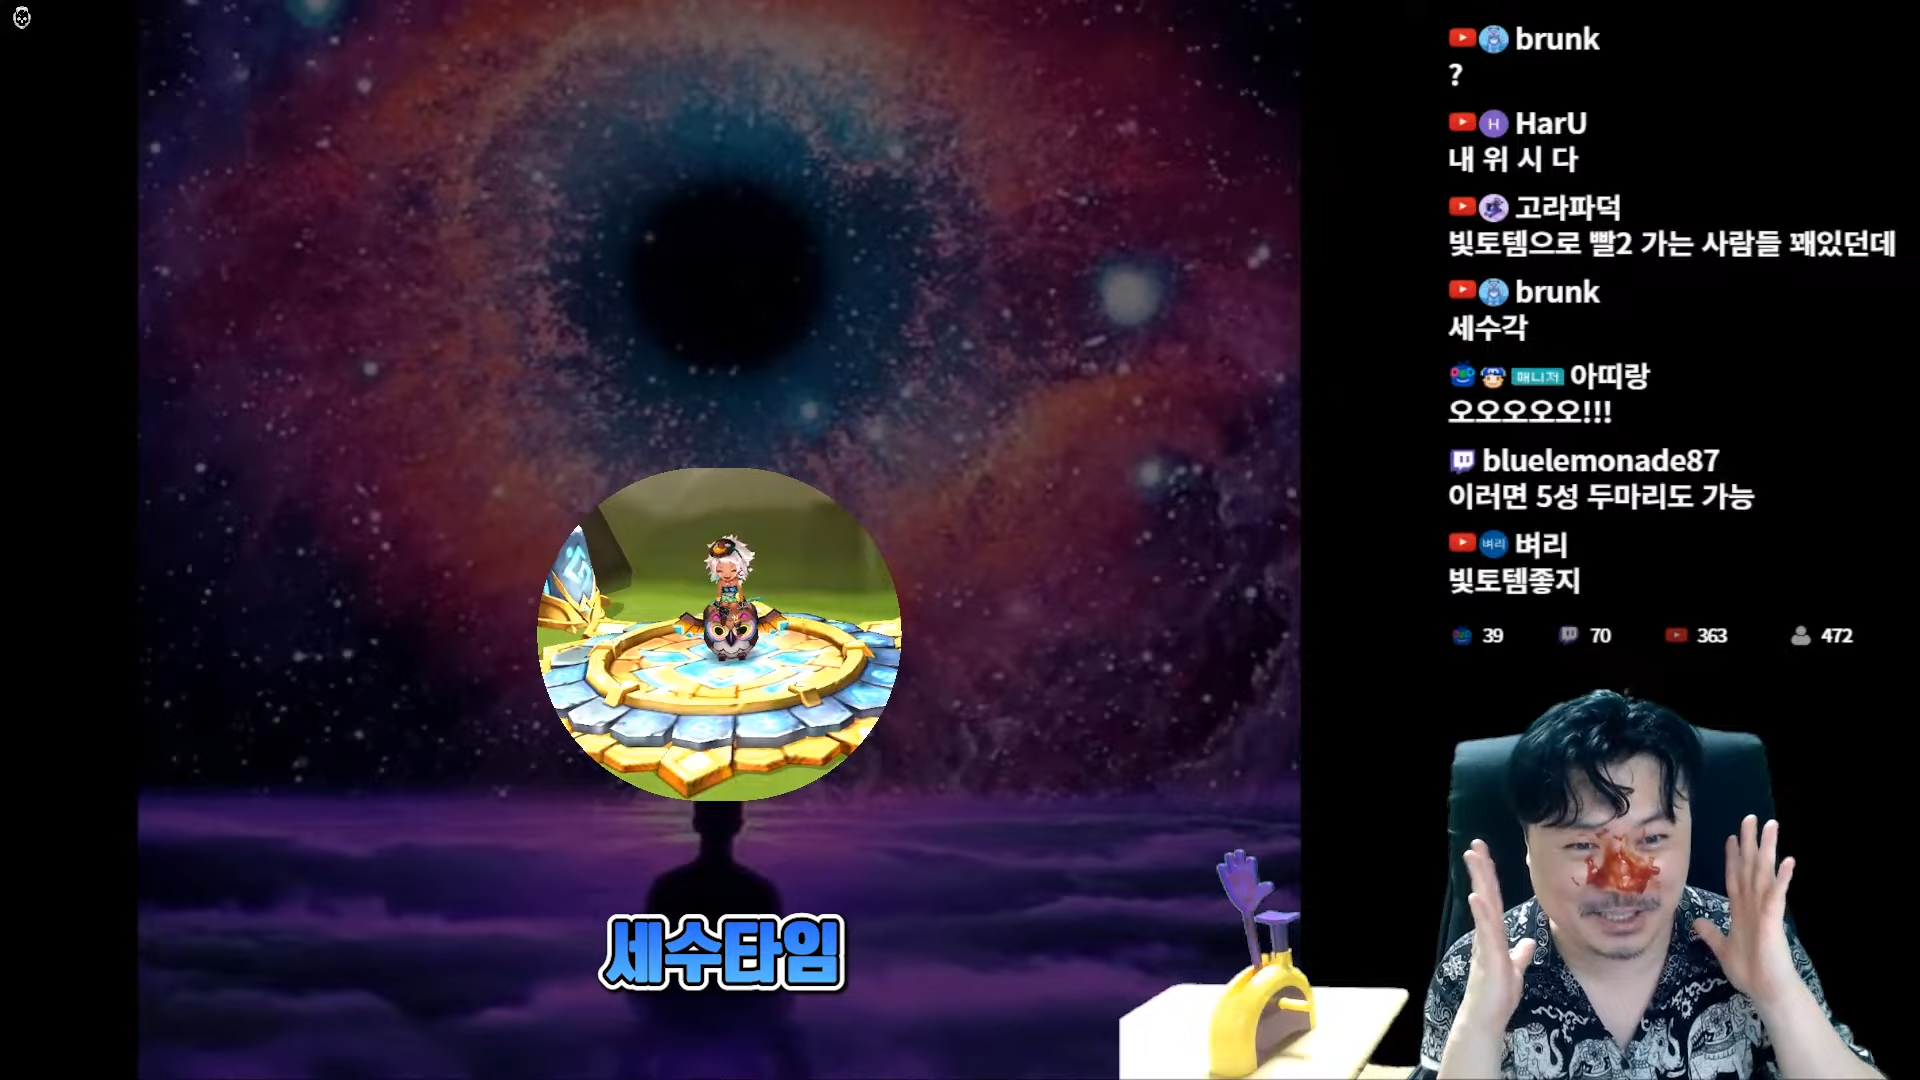 brunk
?
H HarU
내 위 시 다
고라파덕
빛토템으로 빨2 가는 사람들 꽤있던데
brunk
세수각
매니저 아띠랑
오오오오오!!!
bluelemonade87
이러면 5성 두마리도 가능
벼리 벼리
빛토템좋지
39 70 363 472
세수타임